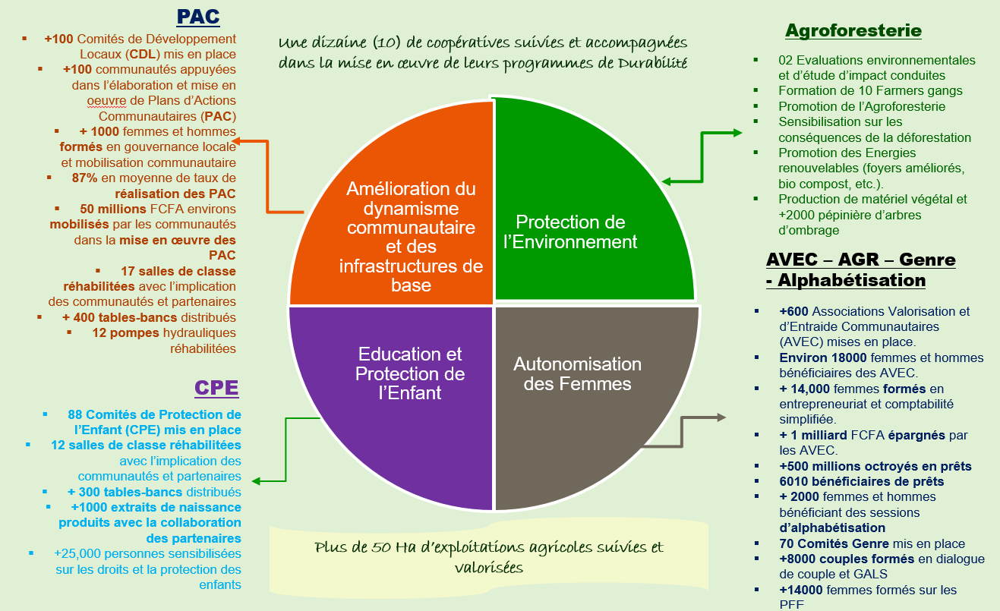 PAC
▪ +100 Comités de Développement
Locaux (CDL) mis en place
▪ +100 communautés appuyées
dans l’élaboration et mise en
oeuvre de Plans d’Actions
Communautaires (PAC)
▪ + 1000 femmes et hommes
formés en gouvernance locale
et mobilisation communautaire
▪ 87% en moyenne de taux de
réalisation des PAC
▪ 50 millions FCFA environs
mobilisés par les communautés
dans la mise en œuvre des
PAC
▪ 17 salles de classe
réhabilitées avec l’implication
des communautés et partenaires
▪ + 400 tables-bancs distribués
▪ 12 pompes hydrauliques
réhabilitées
CPE
▪ 88 Comités de Protection de
l’Enfant (CPE) mis en place
▪ 12 salles de classe réhabilitées
avec l’implication des
communautés et partenaires
▪ + 300 tables-bancs distribués
▪ +1000 extraits de naissance
produits avec la collaboration
des partenaires
▪ +25,000 personnes sensibilisées
sur les droits et la protection des
enfants
Une dizaine (10) de coopératives suivies et accompagnées
dans la mise en œuvre de leurs programmes de Durabilité
Amélioration du
dynamisme
communautaire
et des
infrastructures de
base
Protection de
l’Environnement
Education et
Protection de
l’Enfant
Autonomisation
des Femmes
Plus de 50 Ha d’exploitations agricoles suivies et
valorisées
Agroforesterie
▪ 02 Evaluations environnementales
et d’étude d’impact conduites
▪ Formation de 10 Farmers gangs
▪ Promotion de l’Agroforesterie
▪ Sensibilisation sur les
conséquences de la déforestation
▪ Promotion des Energies
renouvelables (foyers améliorés,
bio compost, etc.).
▪ Production de matériel végétal et
+2000 pépinière d’arbres
d’ombrage
AVEC – AGR – Genre
- Alphabétisation
▪ +600 Associations Valorisation et
d’Entraide Communautaires
(AVEC) mises en place.
▪ Environ 18000 femmes et hommes
bénéficiaires des AVEC.
▪ + 14,000 femmes formés en
entrepreneuriat et comptabilité
simplifiée.
▪ + 1 milliard FCFA épargnés par
les AVEC.
▪ +500 millions octroyés en prêts
▪ 6010 bénéficiaires de prêts
▪ + 2000 femmes et hommes
bénéficiant des sessions
d’alphabétisation
▪ 70 Comités Genre mis en place
▪ +8000 couples formés en dialogue
de couple et GALS
▪ +14000 femmes formés sur les
PFF